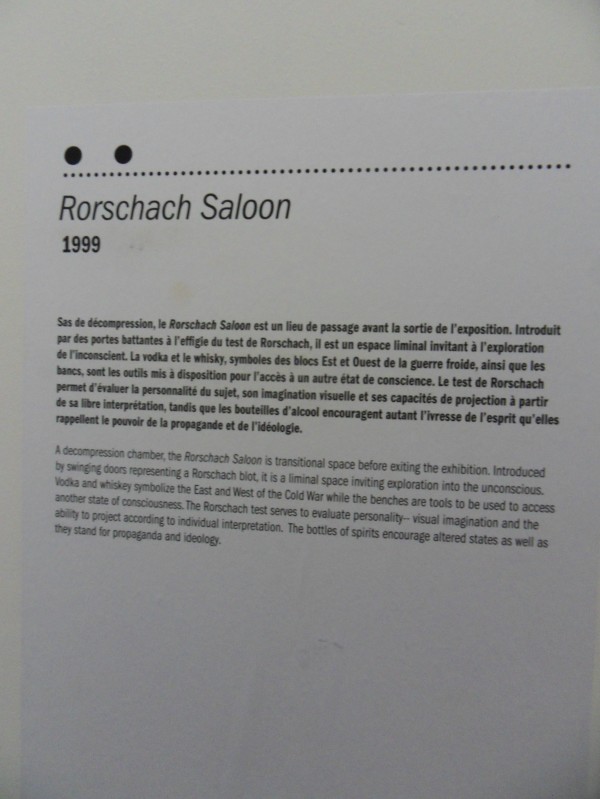 Rorschach Saloon
1999
Sas de décompression, le Rorschach Saloon est un lieu de passage avant la sortie de l'exposition. Introduit
par des portes battantes à l'effigie du test de Rorschach, il est un espace liminal invitant à l'exploration
de l'inconscient. La vodka et le whisky, symboles des blocs Est et Ouest de la guerre froide, ainsi que les
bancs, sont les outils mis à disposition pour l'accès à un autre état de conscience. Le test de Rorschach
permet d'évaluer la personnalité du sujet, son imagination visuelle et ses capacités de projection à partir
de sa libre interprétation, tandis que les bouteilles d'alcool encouragent autant l'ivresse de l'esprit qu'elles
rappellent le pouvoir de la propagande et de l'idéologie.
A decompression chamber, the Rorschach Saloon is transitional space before exiting the exhibition. Introduced
by swinging doors representing a Rorschach blot, it is a liminal space inviting exploration into the unconscious.
Vodka and whiskey symbolize the East and West of the Cold War while the benches are tools to be used to access
another state of consciousness. The Rorschach test serves to evaluate personality– visual imagination and the
ability to project according to individual interpretation. The bottles of spirits encourage altered states as well as
they stand for propaganda and ideology.